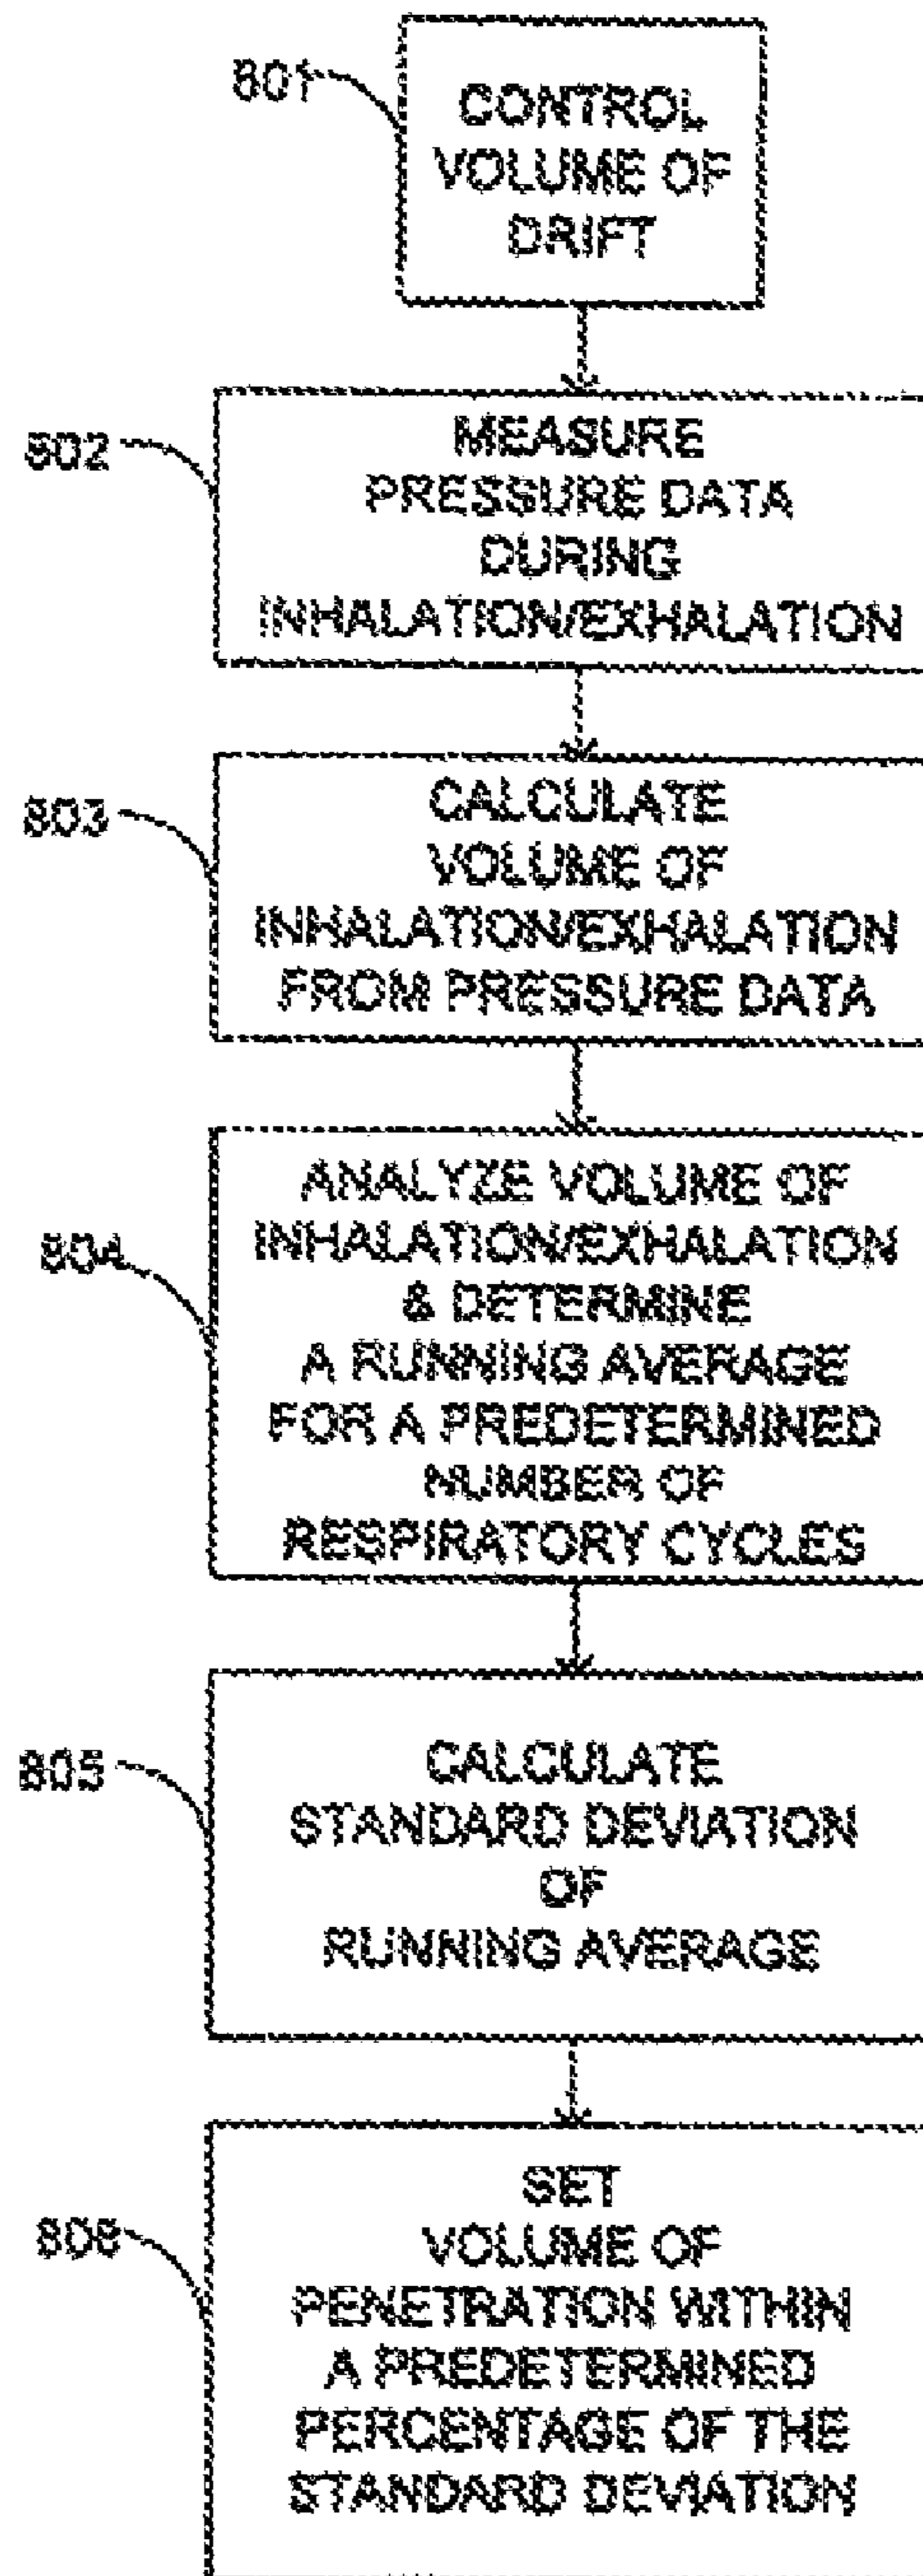 801
CONTROL
VOLUME OF
DRIFT
802
MEASURE
PRESSURE DATA
DURING
INHALATION/EXHALATION
803
CALCULATE
VOLUME OF
INHALATION/EXHALATION
FROM PRESSURE DATA
804
ANALYZE VOLUME OF
INHALATION/EXHALATION
& DETERMINE
A RUNNING AVERAGE
FOR A PREDETERMINED
NUMBER OF
RESPIRATORY CYCLES
805
CALCULATE
STANDARD DEVIATION
OF
RUNNING AVERAGE
806
SET
VOLUME OF
PENETRATION WITHIN
A PREDETERMINED
PERCENTAGE OF THE
STANDARD DEVIATION